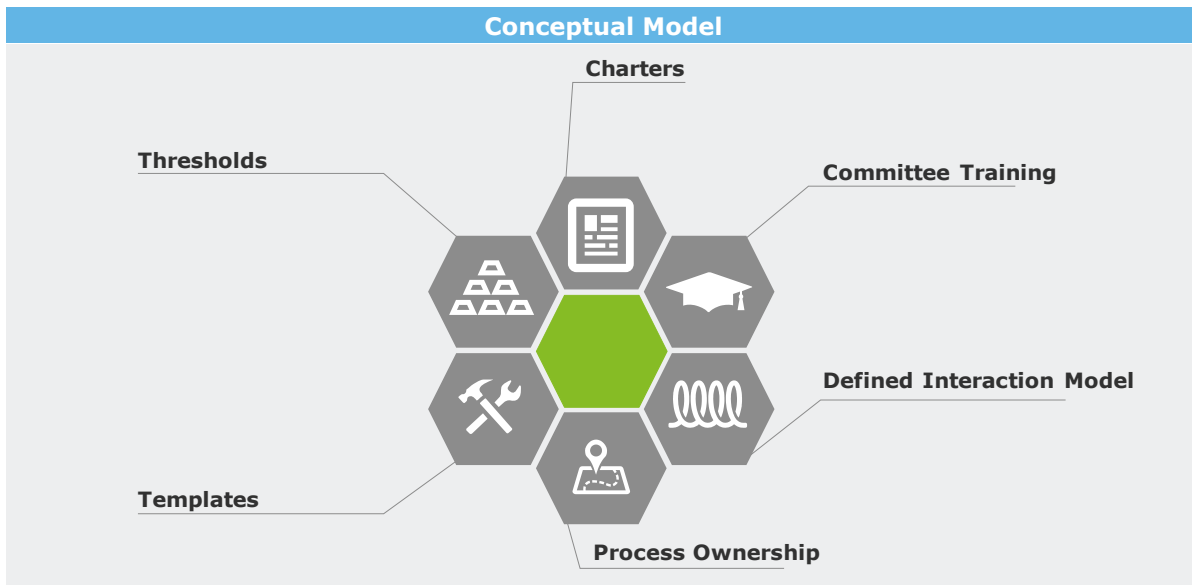 Conceptual Model
Charters
Thresholds
Committee Training
Defined Interaction Model
Templates
Process Ownership